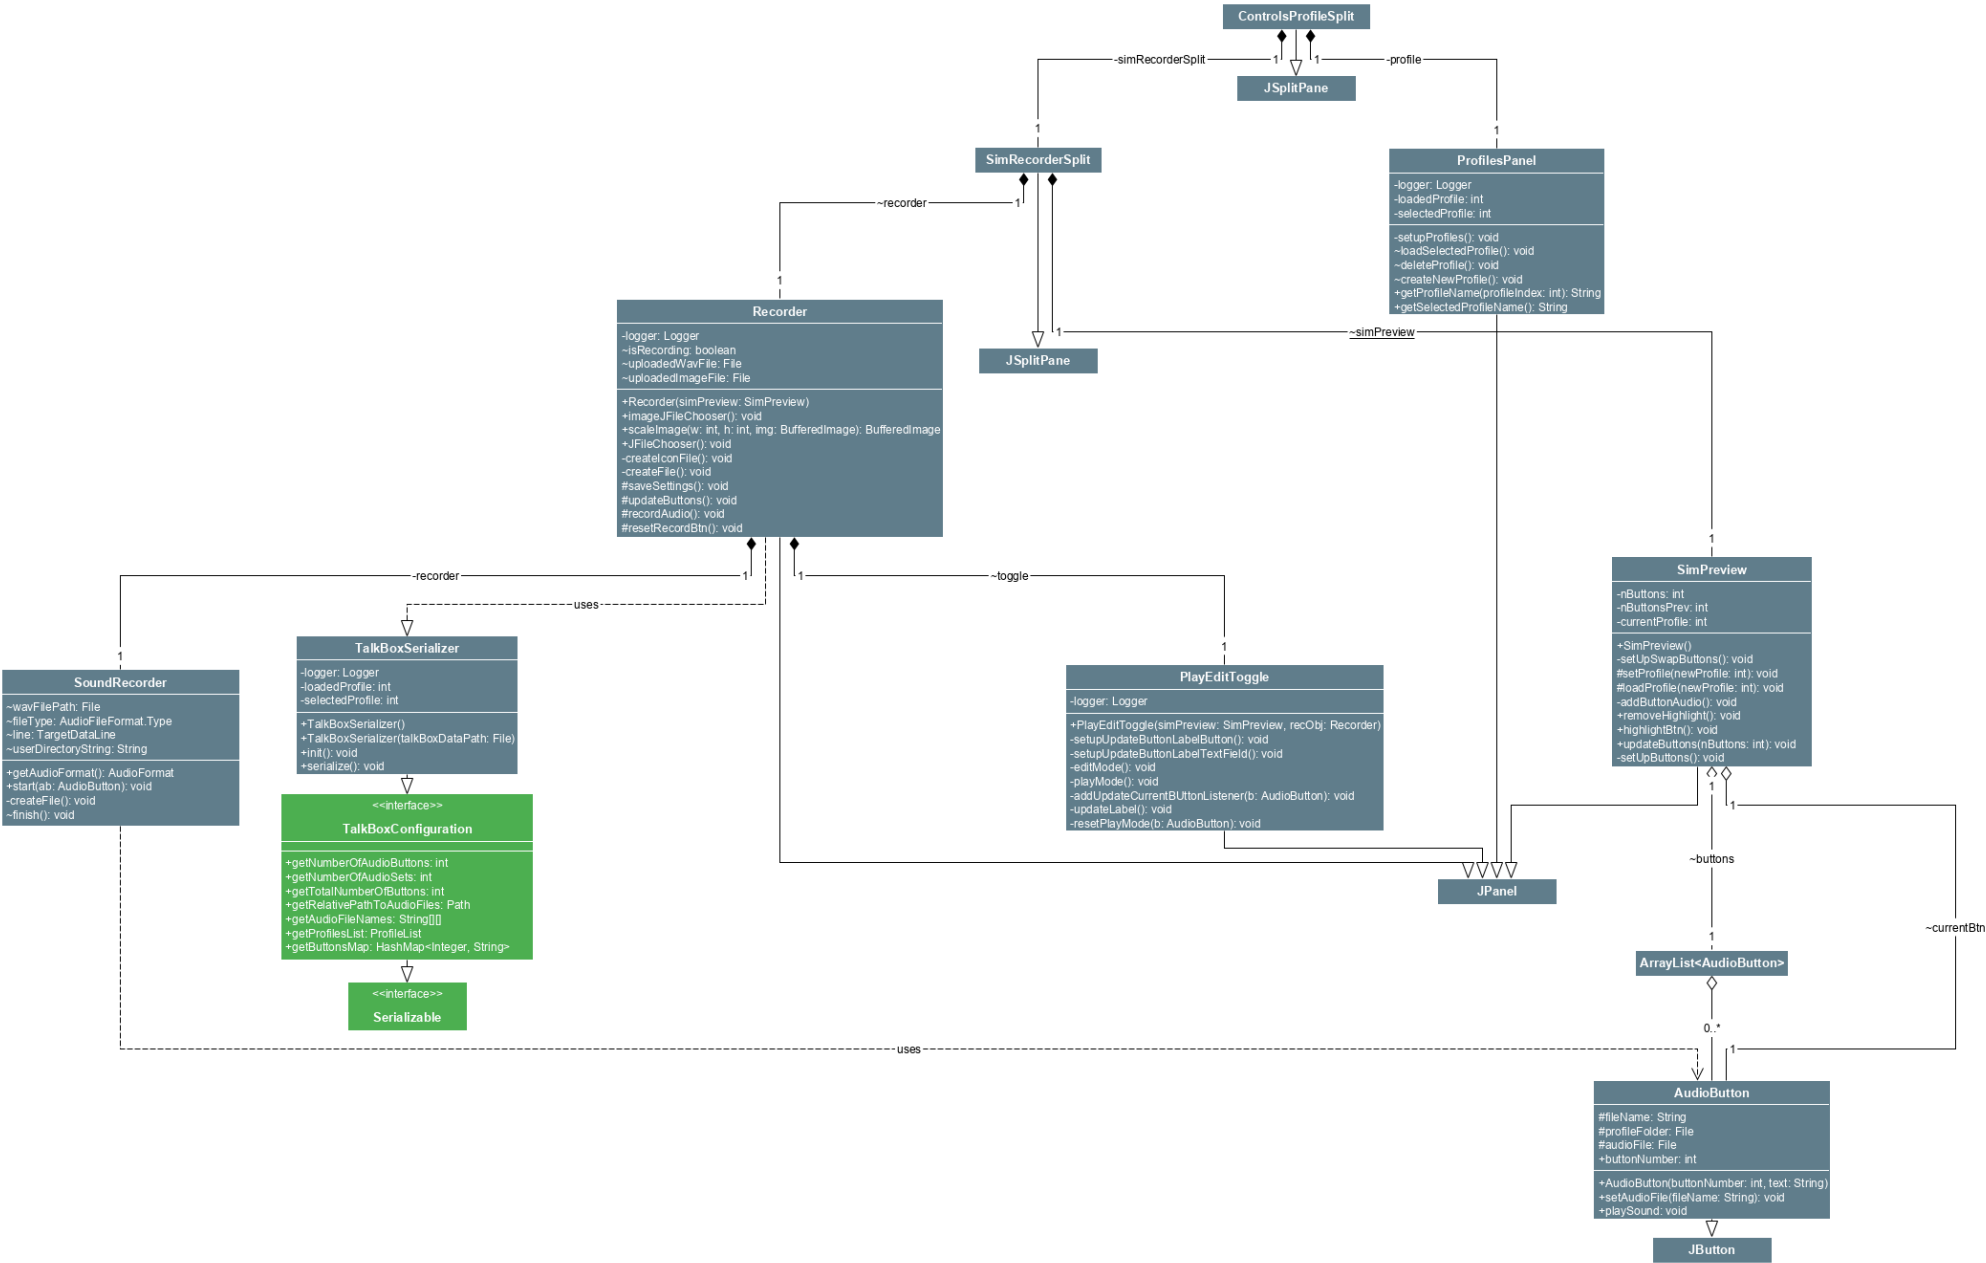 ControlsProfileSplit
-simRecorderSplit
1
1
-profile
JSplitPane
1
1
SimRecorderSplit
ProfilesPanel
-logger: Logger
-loadedProfile: int
-selectedProfile: int
-setupProfiles(): void
~loadSelectedProfile(): void
~deleteProfile(): void
~createNewProfile(): void
+getProfileName(profileIndex: int): String
+getSelectedProfileName(): String
~recorder
1
1
1
~simPreview
JSplitPane
Recorder
-logger: Logger
~isRecording: boolean
~uploadedWavFile: File
~uploadedImageFile: File
+Recorder(simPreview: SimPreview)
+imageJFileChooser(): void
+scaleImage(w: int, h: int, img: BufferedImage): BufferedImage
+JFileChooser(): void
-createIconFile(): void
-createFile(): void
#saveSettings(): void
#updateButtons(): void
#recordAudio(): void
#resetRecordBtn(): void
1
SimPreview
-nButtons: int
-nButtonsPrev: int
-currentProfile: int
+SimPreview()
-setUpSwapButtons(): void
#setProfile(newProfile: int): void
#loadProfile(newProfile: int): void
-addButtonAudio(): void
+removeHighlight(): void
+highlightBtn(): void
+updateButtons(nButtons: int): void
-setUpButtons(): void
-recorder
1
1
~toggle
uses
1
1
TalkBoxSerializer
-logger: Logger
-loadedProfile: int
-selectedProfile: int
+TalkBoxSerializer()
+TalkBoxSerializer(talkBoxDataPath: File)
+init(): void
+serialize(): void
SoundRecorder
~wavFilePath: File
~fileType: AudioFileFormat.Type
~line: TargetDataLine
~userDirectoryString: String
+getAudioFormat(): AudioFormat
+start(ab: AudioButton): void
-createFile(): void
~finish(): void
PlayEditToggle
-logger: Logger
+PlayEditToggle(simPreview: SimPreview, recObj: Recorder)
-setupUpdateButtonLabelButton(): void
-setupUpdateButtonLabelTextField(): void
-editMode(): void
-playMode(): void
-addUpdateCurrentBUttonListener(b: AudioButton): void
-updateLabel(): void
-resetPlayMode(b: AudioButton): void
<<interface>>
TalkBoxConfiguration
+getNumberOfAudioButtons: int
+getNumberOfAudioSets: int
+getTotalNumberOfButtons: int
+getRelativePathToAudioFiles: Path
+getAudioFileNames: String[][]
+getProfilesList: ProfileList
+getButtonsMap: HashMap<Integer, String>
1
1
~buttons
JPanel
~currentBtn
1
ArrayList<AudioButton>
<<interface>>
Serializable
0..*
uses
1
AudioButton
#fileName: String
#profileFolder: File
#audioFile: File
+buttonNumber: int
+AudioButton(buttonNumber: int, text: String)
+setAudioFile(fileName: String): void
+playSound: void
JButton